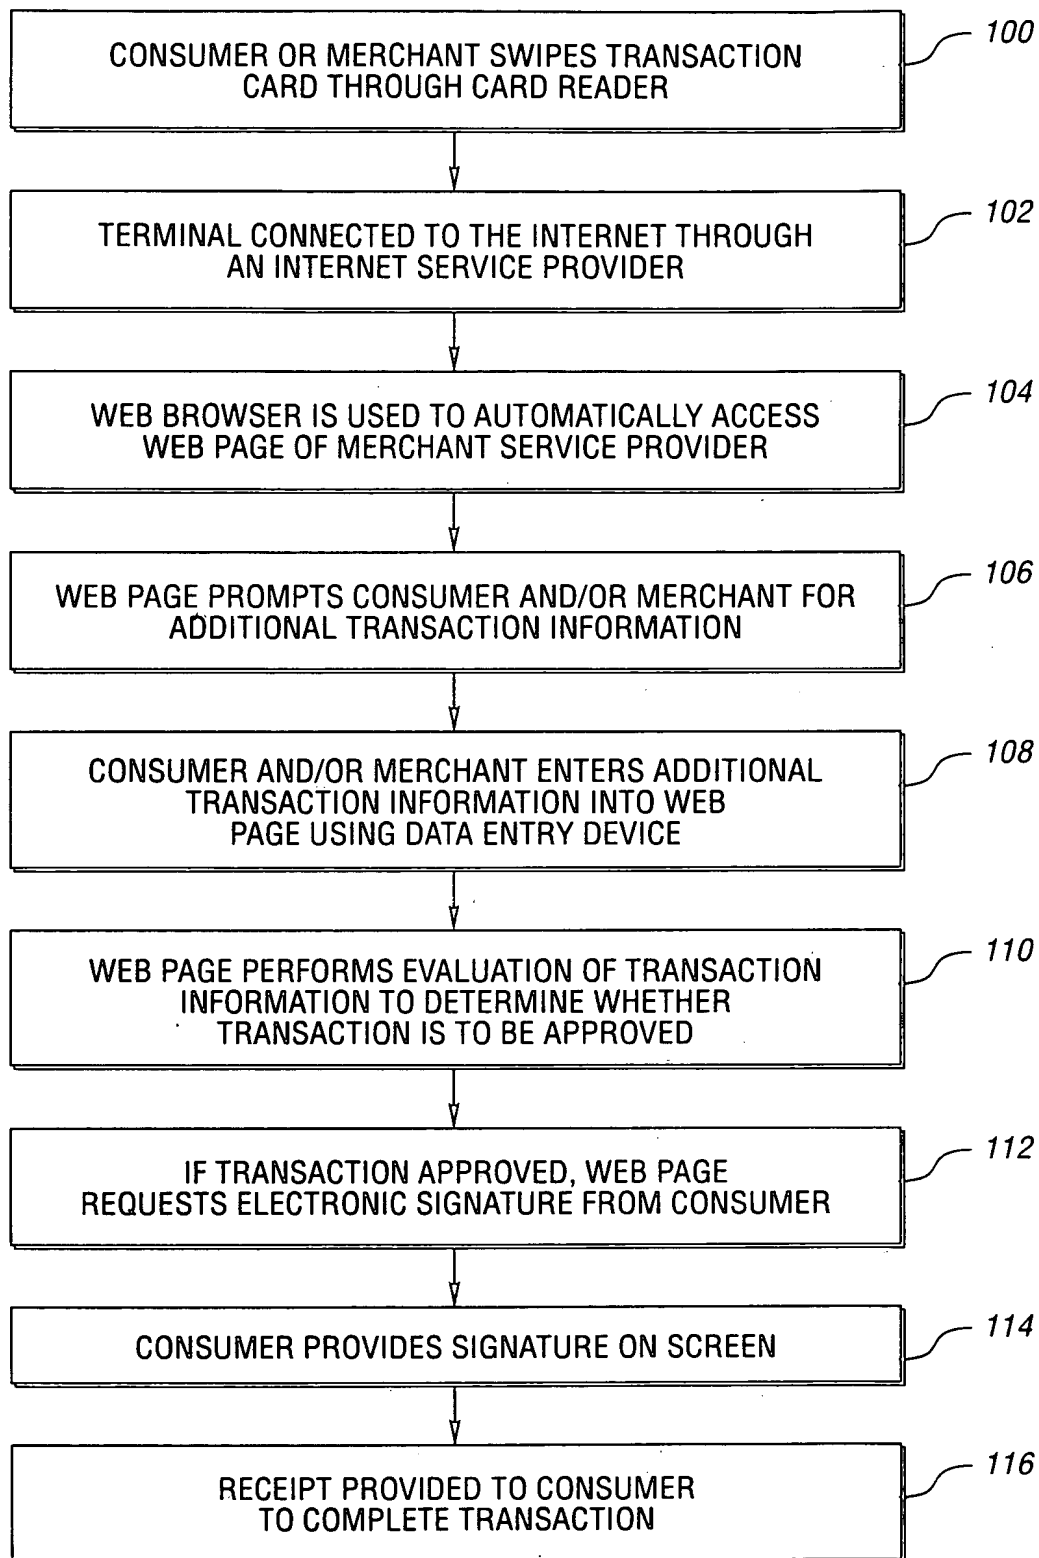 CONSUMER OR MERCHANT SWIPES TRANSACTION
CARD THROUGH CARD READER
100
TERMINAL CONNECTED TO THE INTERNET THROUGH
AN INTERNET SERVICE PROVIDER
102
WEB BROWSER IS USED TO AUTOMATICALLY ACCESS
WEB PAGE OF MERCHANT SERVICE PROVIDER
104
WEB PAGE PROMPTS CONSUMER AND/OR MERCHANT FOR
ADDITIONAL TRANSACTION INFORMATION
106
CONSUMER AND/OR MERCHANT ENTERS ADDITIONAL
TRANSACTION INFORMATION INTO WEB
PAGE USING DATA ENTRY DEVICE
108
WEB PAGE PERFORMS EVALUATION OF TRANSACTION
INFORMATION TO DETERMINE WHETHER
TRANSACTION IS TO BE APPROVED
110
IF TRANSACTION APPROVED, WEB PAGE
REQUESTS ELECTRONIC SIGNATURE FROM CONSUMER
112
CONSUMER PROVIDES SIGNATURE ON SCREEN
114
RECEIPT PROVIDED TO CONSUMER
TO COMPLETE TRANSACTION
116